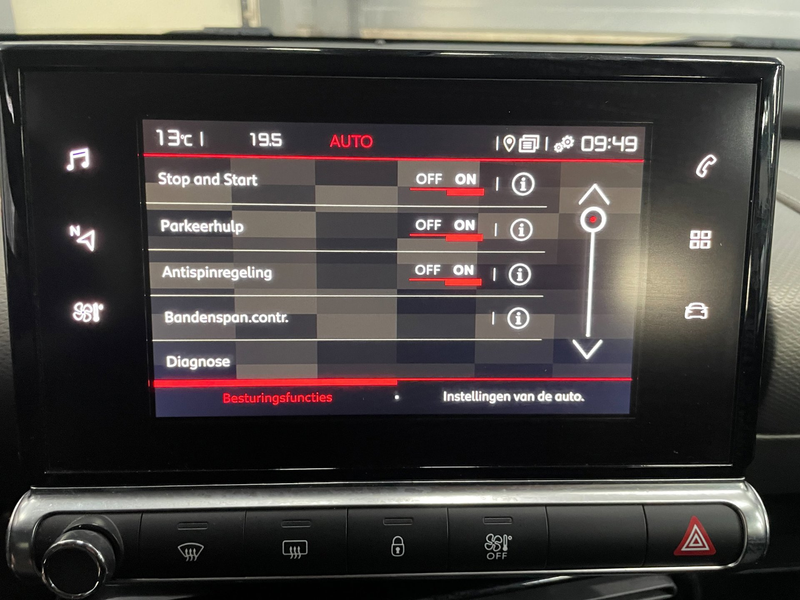 13°C 19.5 AUTO 09:49
Stop and Start OFF ON
Parkeerhulp OFF ON
Antispinregeling OFF ON
Bandenspan.contr.
Diagnose
Besturingsfuncties Instellingen van de auto.
N
OFF